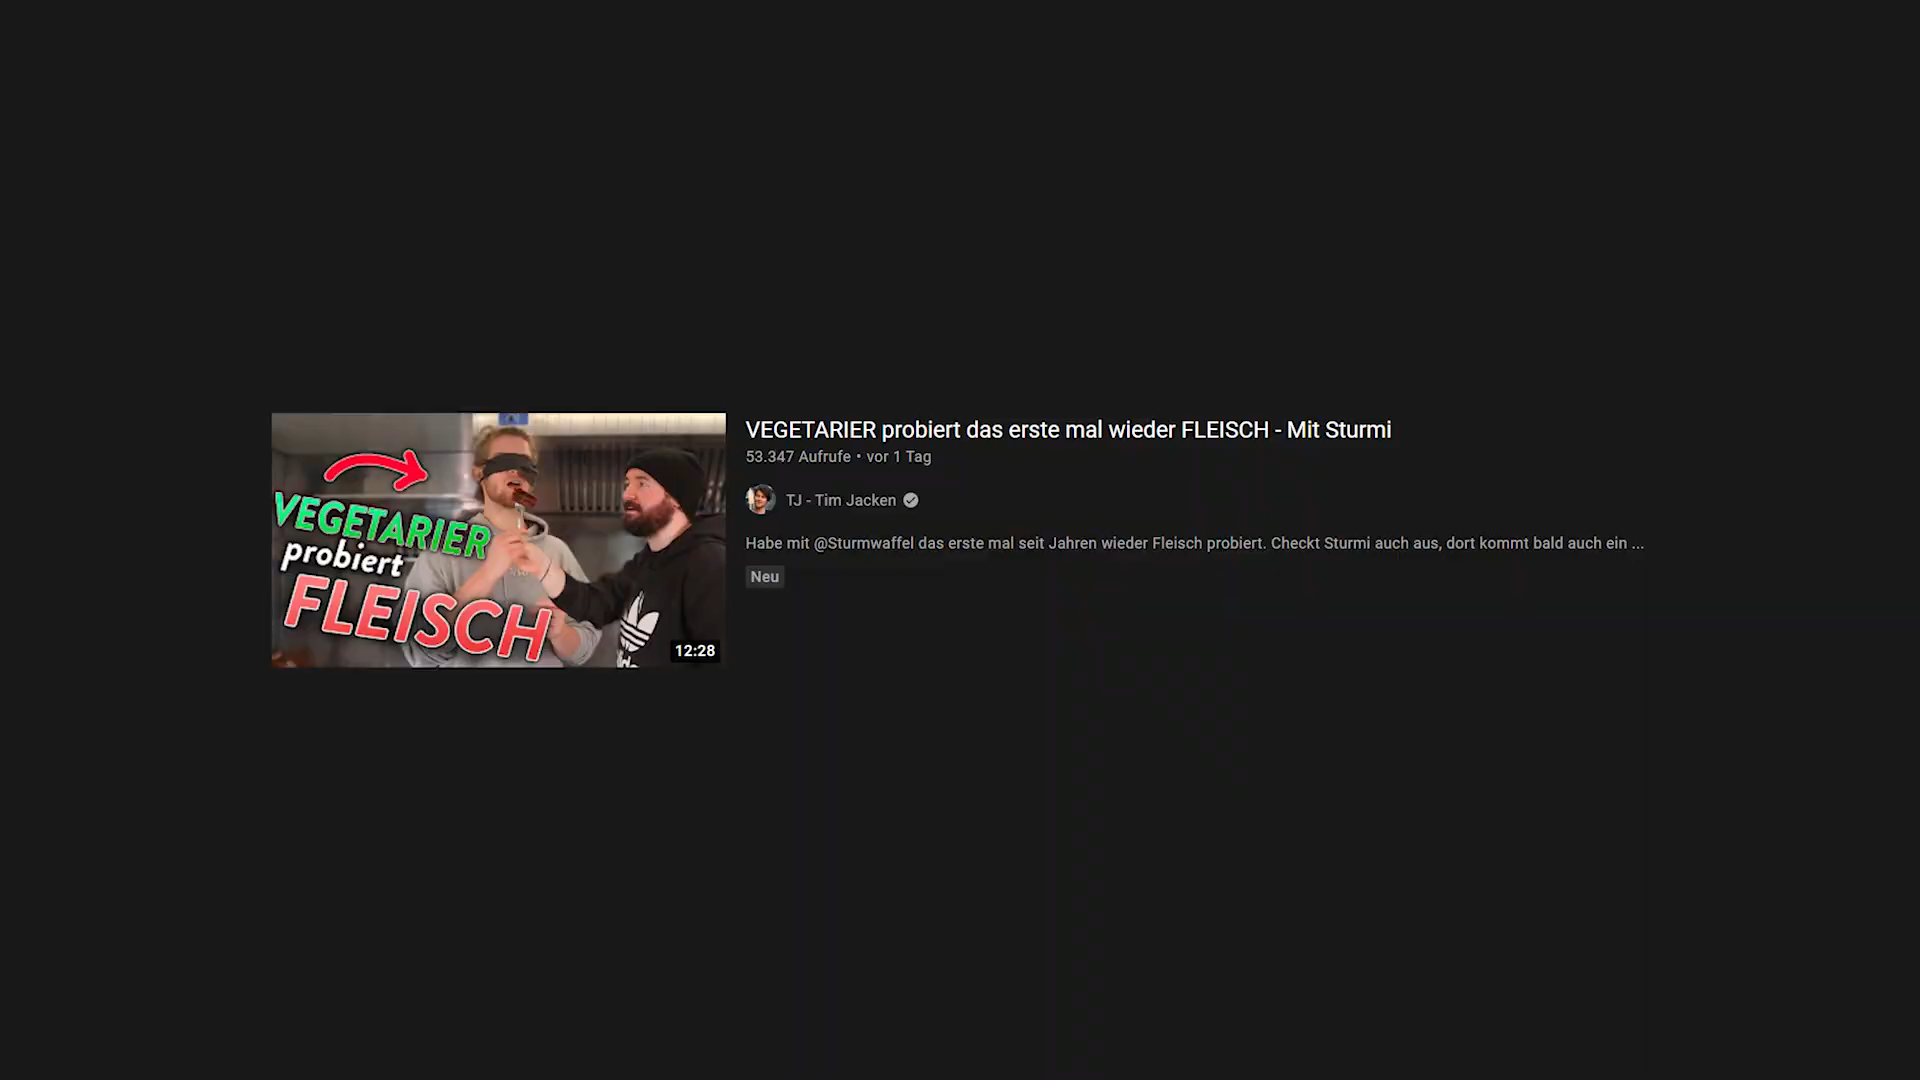 VEGETARIER
probiert
FLEISCH
12:28
VEGETARIER probiert das erste mal wieder FLEISCH - Mit Sturmi
53.347 Aufrufe • vor 1 Tag
TJ - Tim Jacken
Habe mit @Sturmwaffel das erste mal seit Jahren wieder Fleisch probiert. Checkt Sturmi auch aus, dort kommt bald auch ein ...
Neu